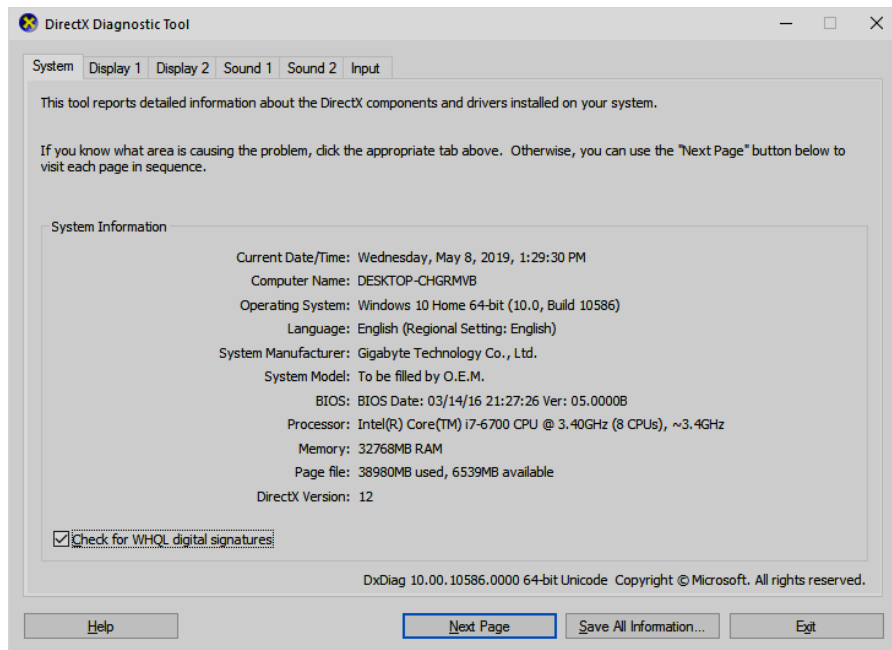 DirectX Diagnostic Tool
System Display 1 Display 2 Sound 1 Sound 2 Input
This tool reports detailed information about the DirectX components and drivers installed on your system.
If you know what area is causing the problem, click the appropriate tab above.  Otherwise, you can use the "Next Page" button below to
visit each page in sequence.
System Information
Current Date/Time: Wednesday, May 8, 2019, 1:29:30 PM
Computer Name: DESKTOP-CHGRMVB
Operating System: Windows 10 Home 64-bit (10.0, Build 10586)
Language: English (Regional Setting: English)
System Manufacturer: Gigabyte Technology Co., Ltd.
System Model: To be filled by O.E.M.
BIOS: BIOS Date: 03/14/16 21:27:26 Ver: 05.0000B
Processor: Intel(R) Core(TM) i7-6700 CPU @ 3.40GHz (8 CPUs), ~3.4GHz
Memory: 32768MB RAM
Page file: 38980MB used, 6539MB available
DirectX Version: 12
Check for WHQL digital signatures
DxDiag 10.00.10586.0000 64-bit Unicode  Copyright © Microsoft. All rights reserved.
Help Next Page Save All Information... Exit